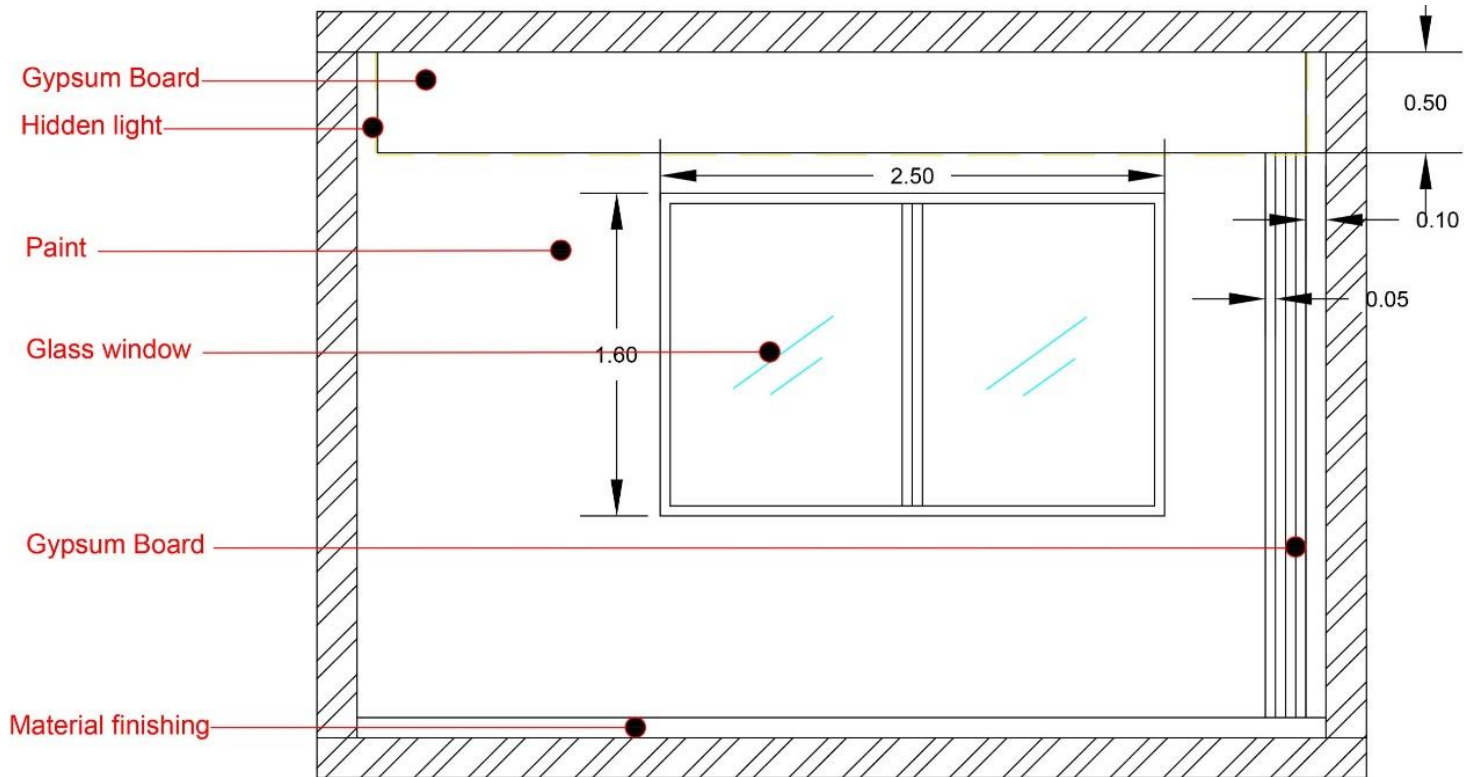 Gypsum Board
0.50
Hidden light
2.50
0.10
Paint
0.05
Glass window
1.60
Gypsum Board
Material finishing